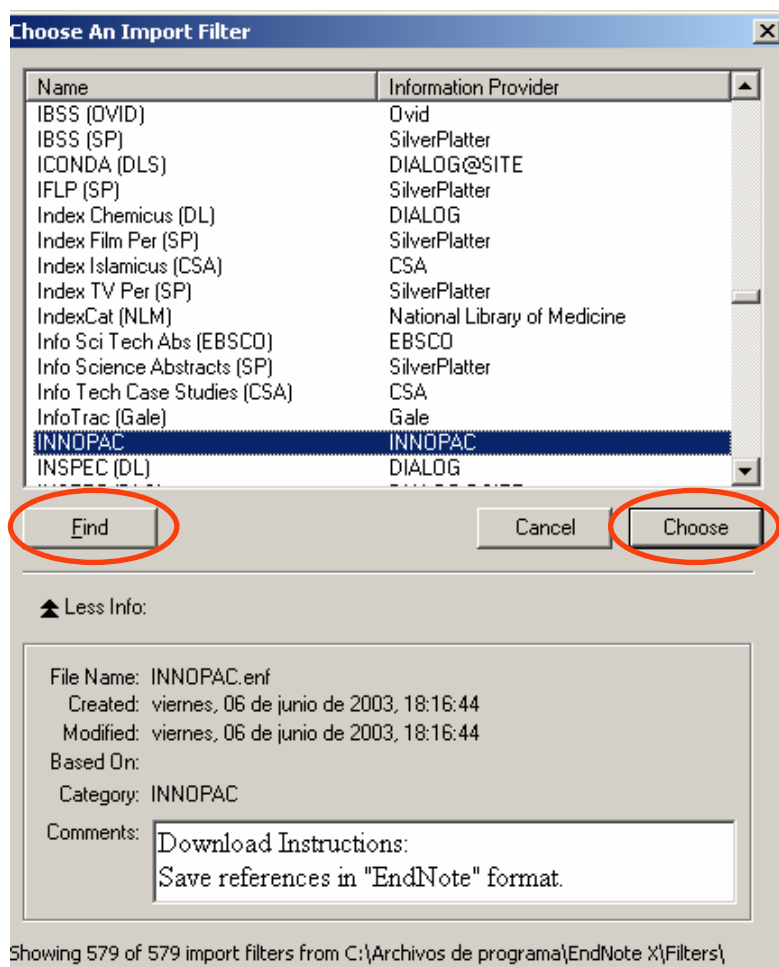 Choose An Import Filter
Name Information Provider
IBSS (OVID) Ovid
IBSS (SP) SilverPlatter
ICONDA (DLS) DIALOG@SITE
IFLP (SP) SilverPlatter
Index Chemicus (DL) DIALOG
Index Film Per (SP) SilverPlatter
Index Islamicus (CSA) CSA
Index TV Per (SP) SilverPlatter
IndexCat (NLM) National Library of Medicine
Info Sci Tech Abs (EBSCO) EBSCO
Info Science Abstracts (SP) SilverPlatter
Info Tech Case Studies (CSA) CSA
InfoTrac (Gale) Gale
INNOPAC INNOPAC
INSPEC (DL) DIALOG
Find Cancel Choose
Less Info:
File Name: INNOPAC.enf
Created: viernes, 06 de junio de 2003, 18:16:44
Modified: viernes, 06 de junio de 2003, 18:16:44
Based On:
Category: INNOPAC
Comments: Download Instructions:
Save references in "EndNote" format.
Showing 579 of 579 import filters from C:\Archivos de programa\EndNote X\Filters\